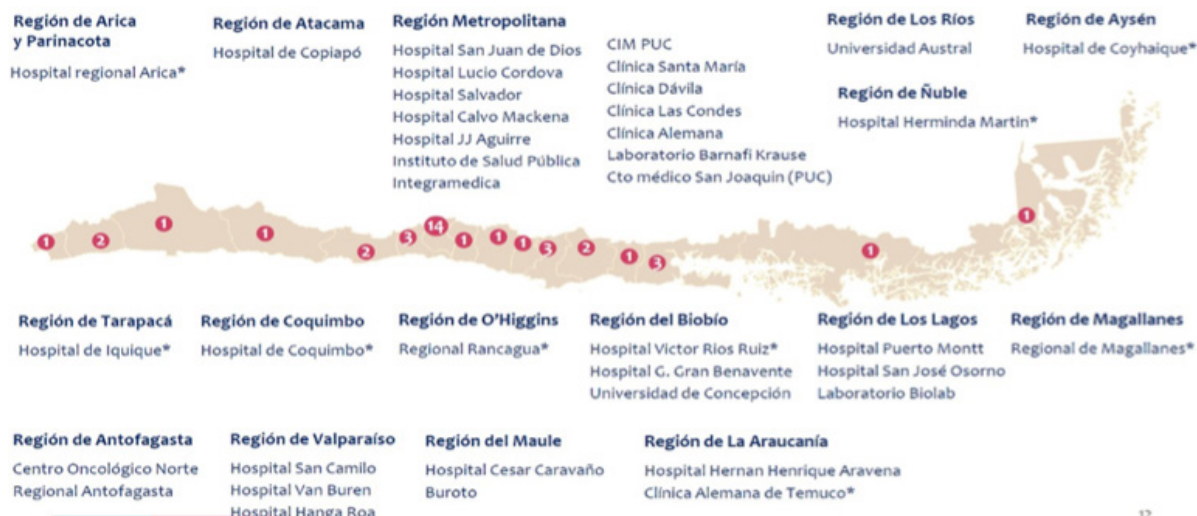 Región de Arica
y Parinacota
Hospital regional Arica*
Región de Atacama
Hospital de Copiapó
Región Metropolitana
Hospital San Juan de Dios
Hospital Lucio Cordova
Hospital Salvador
Hospital Calvo Mackena
Hospital JJ Aguirre
Instituto de Salud Pública
Integramedica
CIM PUC
Clínica Santa María
Clínica Dávila
Clínica Las Condes
Clínica Alemana
Laboratorio Barnafi Krause
Cto médico San Joaquin (PUC)
Región de Los Ríos
Universidad Austral
Región de Ñuble
Hospital Herminda Martin*
Región de Aysén
Hospital de Coyhaique*
1
2
1
1
2
3
14
1
1
1
3
2
1
3
1
1
Región de Tarapacá
Hospital de Iquique*
Región de Coquimbo
Hospital de Coquimbo*
Región de O'Higgins
Regional Rancagua*
Región del Biobío
Hospital Victor Rios Ruiz*
Hospital G. Gran Benavente
Universidad de Concepción
Región de Los Lagos
Hospital Puerto Montt
Hospital San José Osorno
Laboratorio Biolab
Región de Magallanes
Regional de Magallanes*
Región de Antofagasta
Centro Oncológico Norte
Regional Antofagasta
Región de Valparaíso
Hospital San Camilo
Hospital Van Buren
Hospital Hanga Roa
Región del Maule
Hospital Cesar Caravaño
Buroto
Región de La Araucanía
Hospital Hernan Henrique Aravena
Clínica Alemana de Temuco*